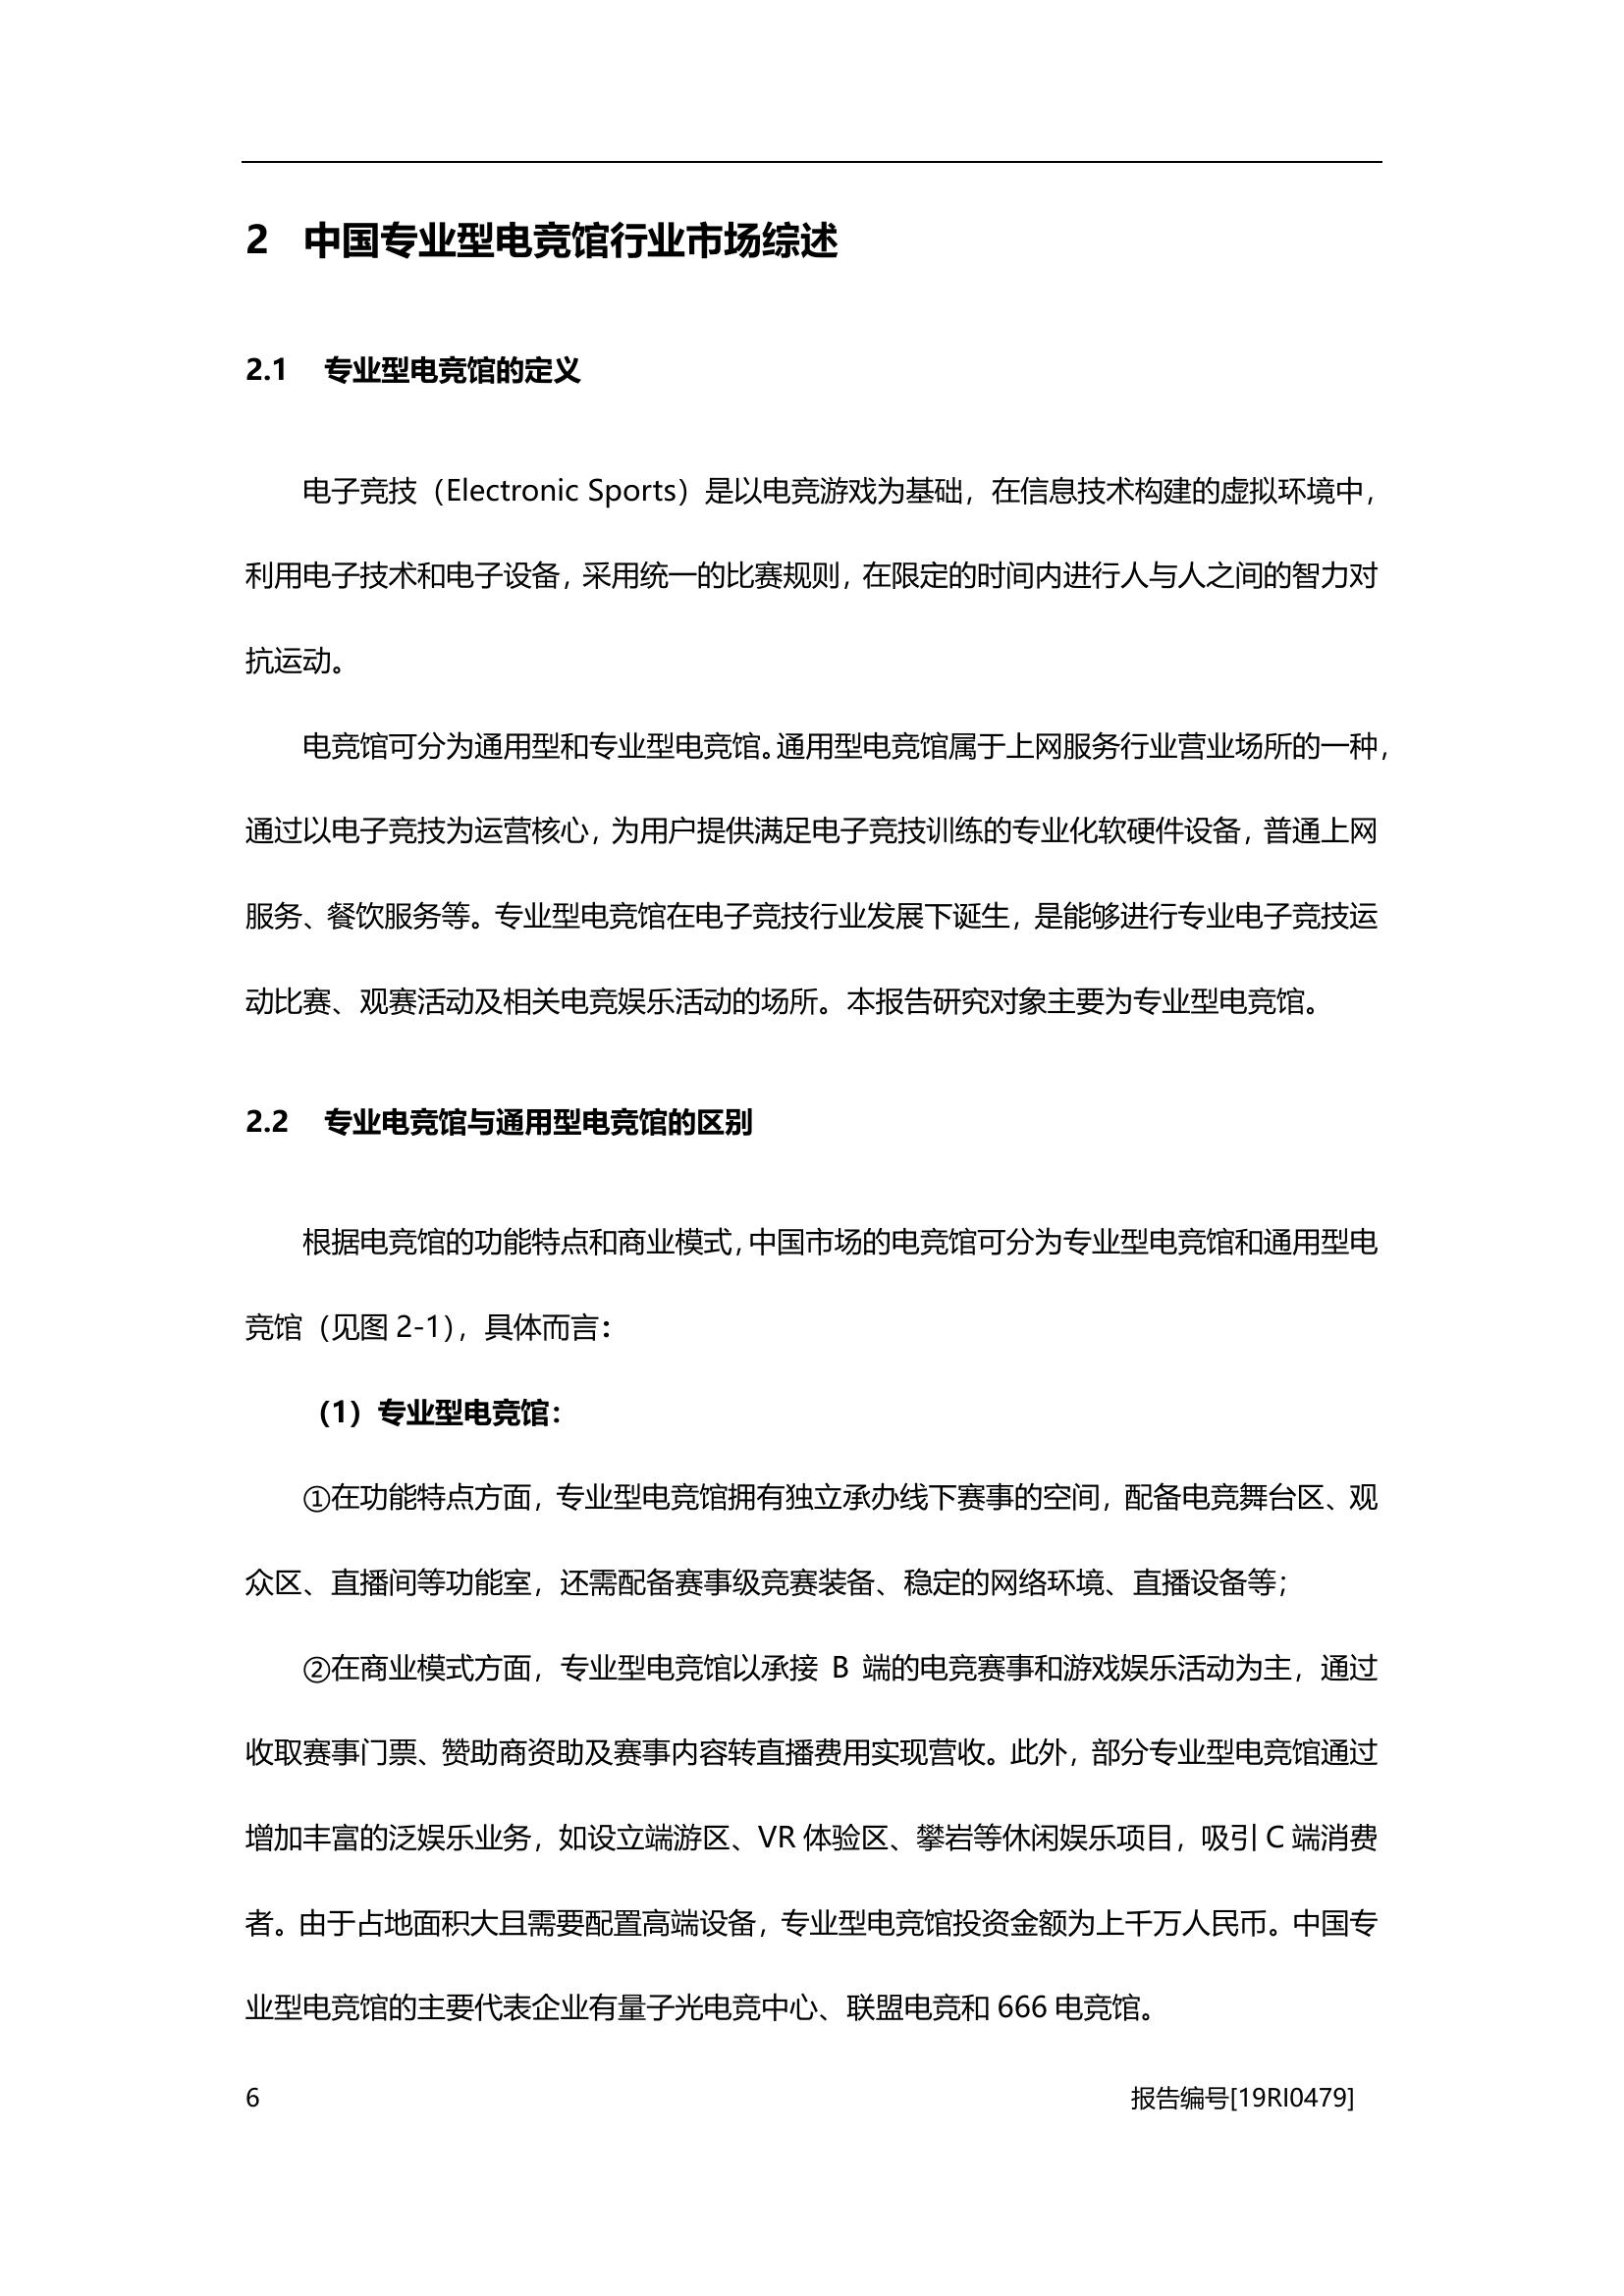 2 中国专业型电竞馆行业市场综述
2.1 专业型电竞馆的定义
电子竞技（Electronic Sports）是以电竞游戏为基础，在信息技术构建的虚拟环境中，
利用电子技术和电子设备，采用统一的比赛规则，在限定的时间内进行人与人之间的智力对
抗运动。
电竞馆可分为通用型和专业型电竞馆。通用型电竞馆属于上网服务行业营业场所的一种，
通过以电子竞技为运营核心，为用户提供满足电子竞技训练的专业化软硬件设备，普通上网
服务、餐饮服务等。专业型电竞馆在电子竞技行业发展下诞生，是能够进行专业电子竞技运
动比赛、观赛活动及相关电竞娱乐活动的场所。本报告研究对象主要为专业型电竞馆。
2.2 专业电竞馆与通用型电竞馆的区别
根据电竞馆的功能特点和商业模式，中国市场的电竞馆可分为专业型电竞馆和通用型电
竞馆（见图 2-1），具体而言：
（1）专业型电竞馆：
①在功能特点方面，专业型电竞馆拥有独立承办线下赛事的空间，配备电竞舞台区、观
众区、直播间等功能室，还需配备赛事级竞赛装备、稳定的网络环境、直播设备等；
②在商业模式方面，专业型电竞馆以承接 B 端的电竞赛事和游戏娱乐活动为主，通过
收取赛事门票、赞助商资助及赛事内容转直播费用实现营收。此外，部分专业型电竞馆通过
增加丰富的泛娱乐业务，如设立端游区、VR 体验区、攀岩等休闲娱乐项目，吸引 C 端消费
者。由于占地面积大且需要配置高端设备，专业型电竞馆投资金额为上千万人民币。中国专
业型电竞馆的主要代表企业有量子光电竞中心、联盟电竞和 666 电竞馆。
6 报告编号[19RI0479]